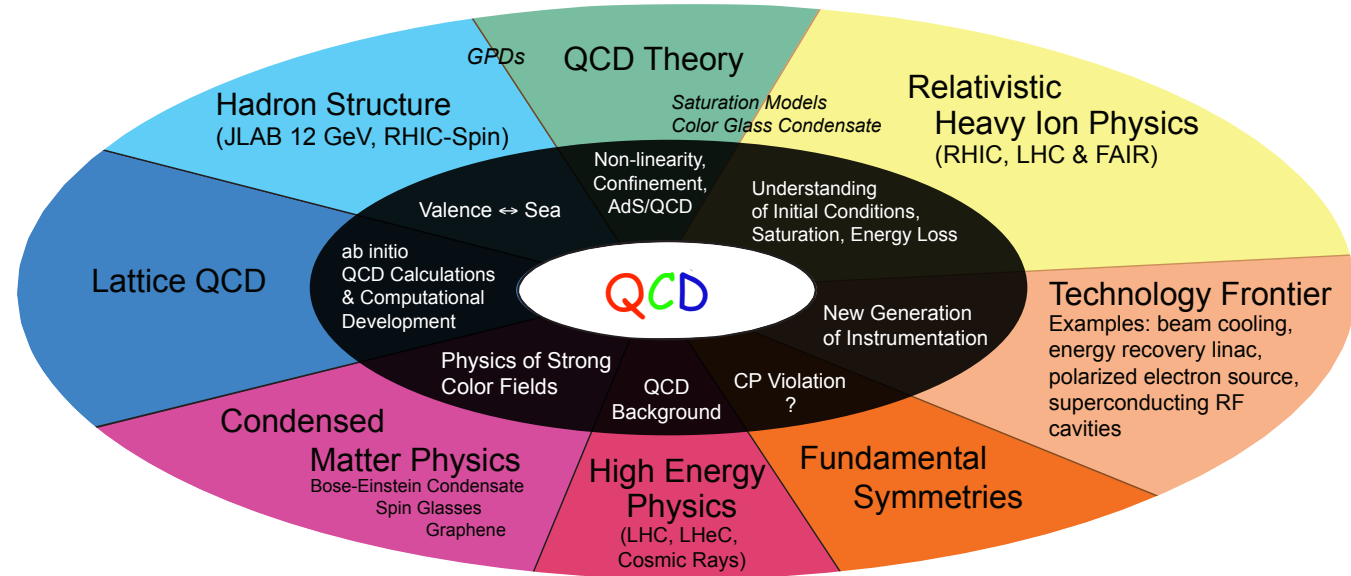 GPDs
QCD Theory
Saturation Models
Color Glass Condensate
Hadron Structure
(JLAB 12 GeV, RHIC-Spin)
Relativistic
Heavy Ion Physics
(RHIC, LHC & FAIR)
Non-linearity,
Confinement,
AdS/QCD
Valence ↔ Sea
Understanding
of Initial Conditions,
Saturation, Energy Loss
Lattice QCD
ab initio
QCD Calculations
& Computational
Development
QCD
New Generation
of Instrumentation
Technology Frontier
Examples: beam cooling,
energy recovery linac,
polarized electron source,
superconducting RF
cavities
Physics of Strong
Color Fields
QCD
Background
CP Violation
?
Condensed
Matter Physics
Bose-Einstein Condensate
Spin Glasses
Graphene
High Energy
Physics
(LHC, LHeC,
Cosmic Rays)
Fundamental
Symmetries